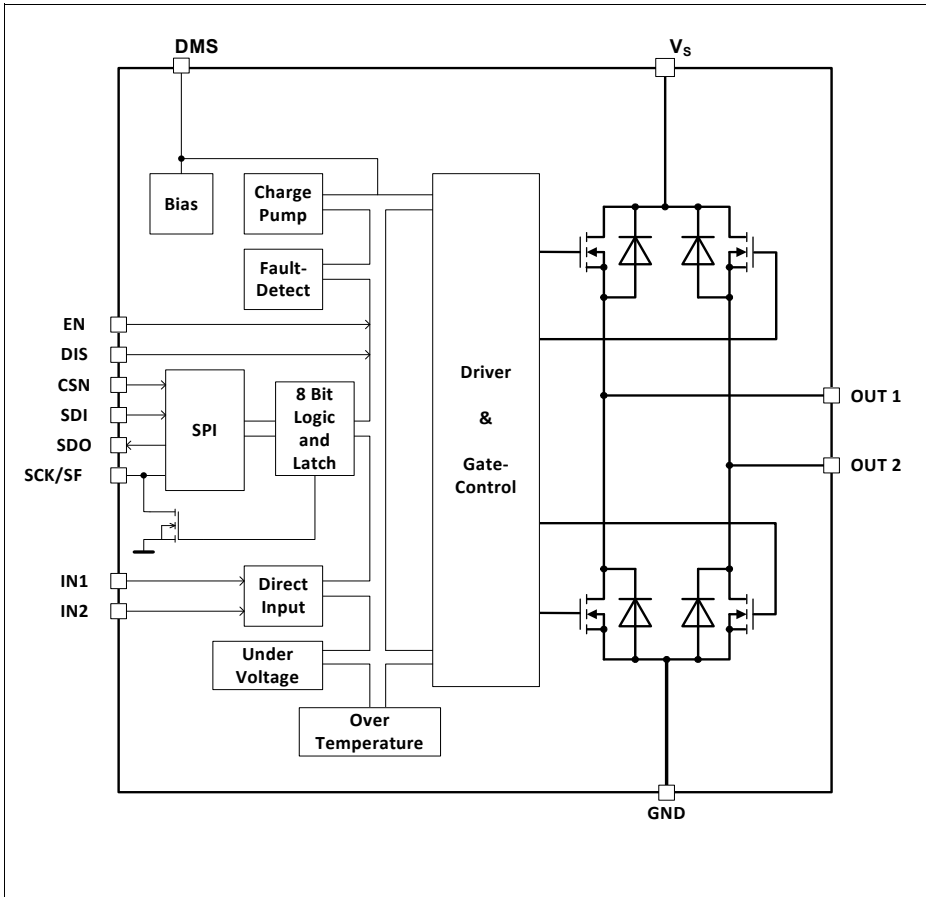 DMS
VS
Bias
Charge
Pump
Fault-
Detect
EN
DIS
CSN
SDI
SDO
SCK/SF
SPI
8 Bit
Logic
and
Latch
Driver
&
Gate-
Control
OUT 1
OUT 2
IN1
IN2
Direct
Input
Under
Voltage
Over
Temperature
GND